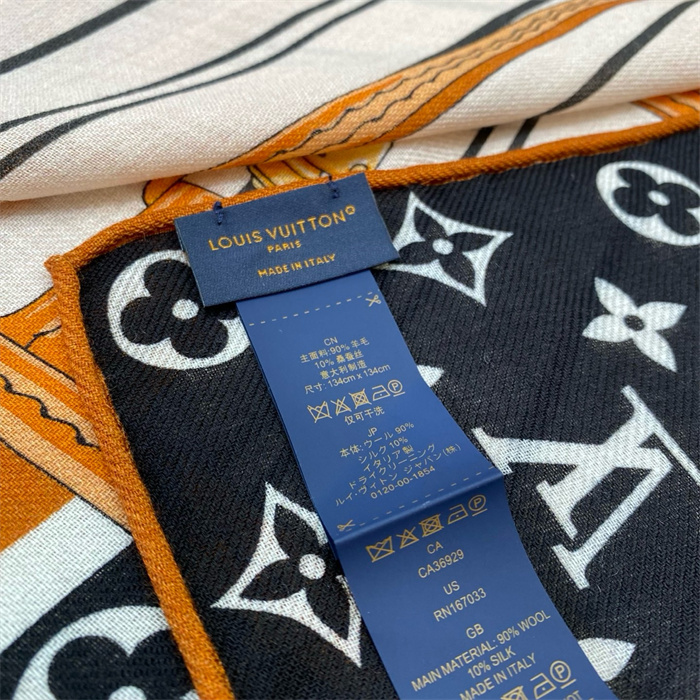 LOUIS VUITTON®
PARIS
MADE IN ITALY
CN
主面料:90% 羊毛
10% 桑蚕丝
意大利制造
尺寸: 134cm x 134cm
仅可干洗
JP
本体: ウール 90%
シルク 10%
イタリア製
ドライクリーニング
ルイ・ヴィトン ジャパン(株)
0120-00-1854
CA
CA36929
US
RN167033
GB
MAIN MATERIAL: 90% WOOL
10% SILK
MADE IN ITALY